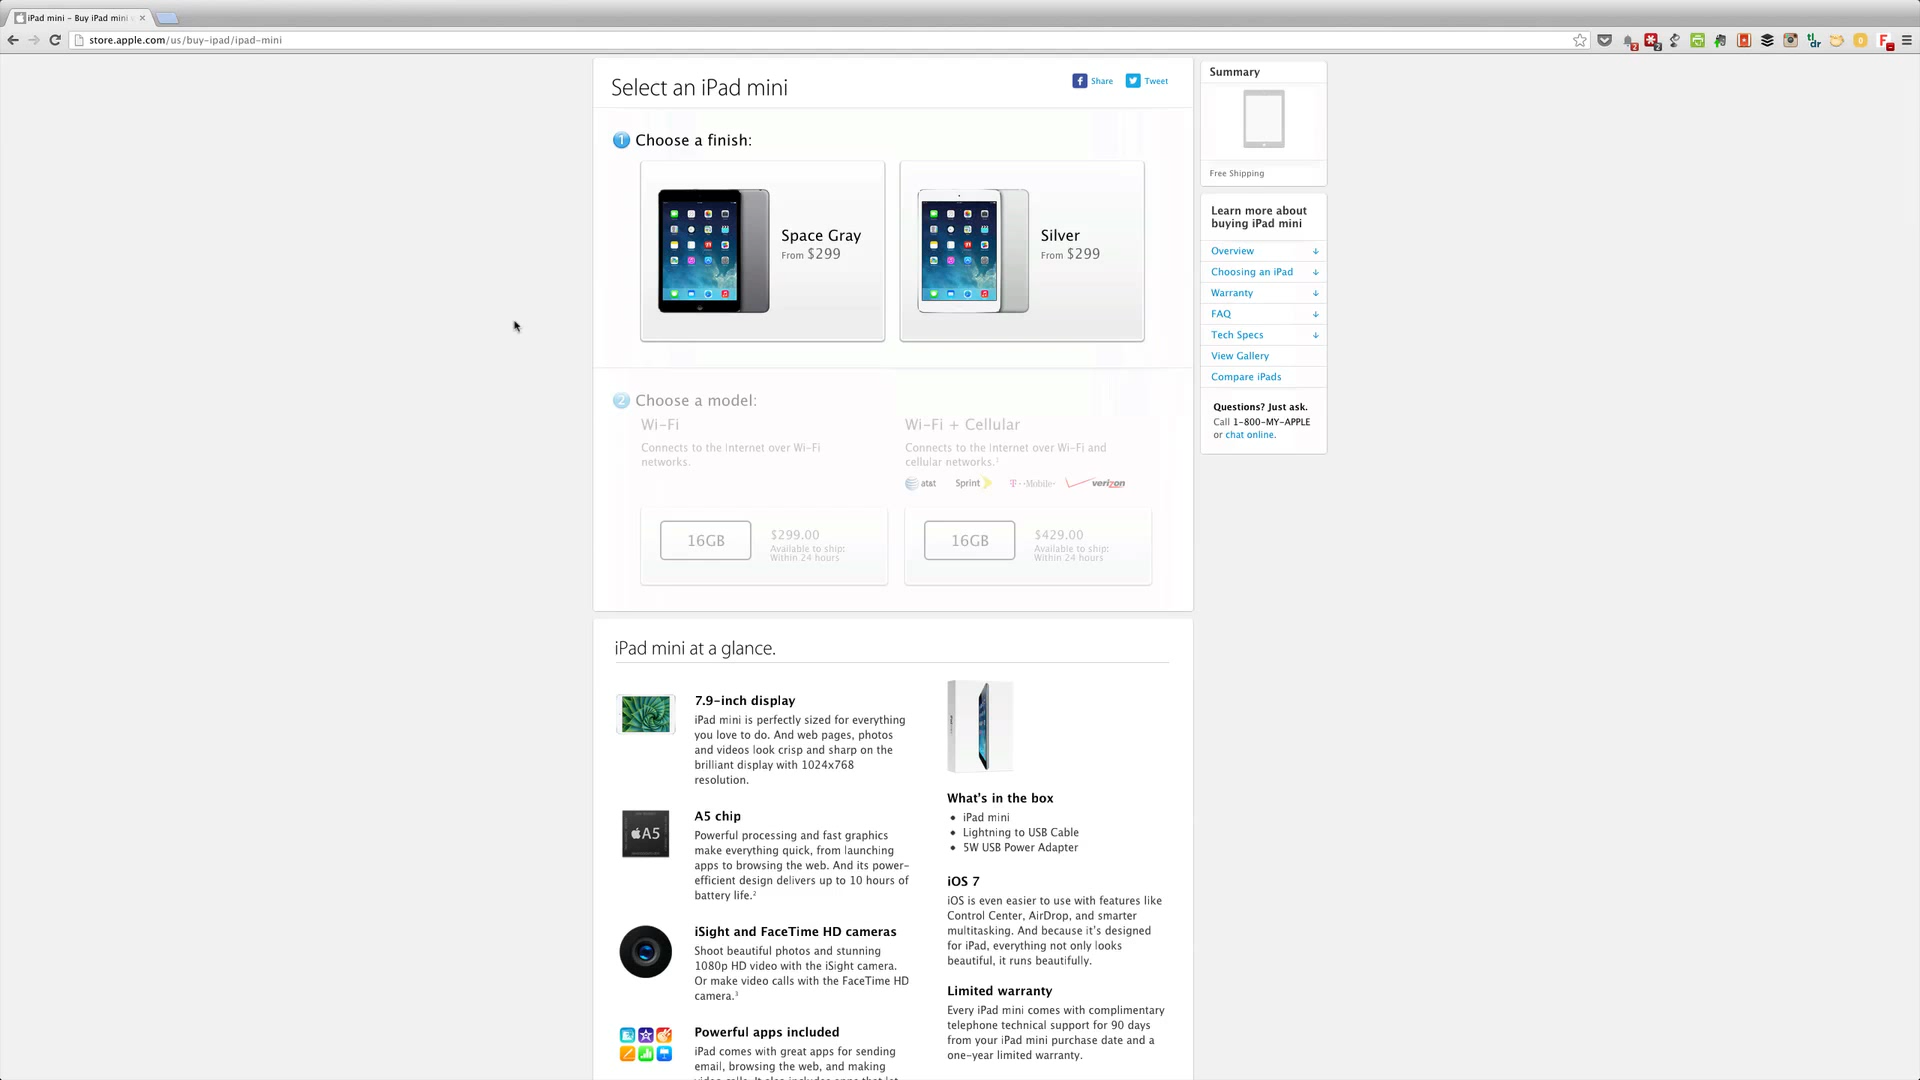 iPad mini – Buy iPad mini
store.apple.com/us/buy-ipad/ipad-mini
Select an iPad mini
Share
Tweet
1 Choose a finish:
Space Gray
From $299
Silver
From $299
2 Choose a model:
Wi-Fi
Connects to the Internet over Wi-Fi
networks.
16GB
$299.00
Available to ship:
Within 24 hours
Wi-Fi + Cellular
Connects to the Internet over Wi-Fi and
cellular networks.¹
at&t Sprint T··Mobile· verizon
16GB
$429.00
Available to ship:
Within 24 hours
Summary
Free Shipping
Learn more about
buying iPad mini
Overview
Choosing an iPad
Warranty
FAQ
Tech Specs
View Gallery
Compare iPads
Questions? Just ask.
Call 1-800-MY-APPLE
or chat online.
iPad mini at a glance.
7.9-inch display
iPad mini is perfectly sized for everything
you love to do. And web pages, photos
and videos look crisp and sharp on the
brilliant display with 1024x768
resolution.
A5
A5 chip
Powerful processing and fast graphics
make everything quick, from launching
apps to browsing the web. And its power-
efficient design delivers up to 10 hours of
battery life.²
iSight and FaceTime HD cameras
Shoot beautiful photos and stunning
1080p HD video with the iSight camera.
Or make video calls with the FaceTime HD
camera.³
Powerful apps included
iPad comes with great apps for sending
email, browsing the web, and making
video calls. It also includes apps that let
What's in the box
• iPad mini
• Lightning to USB Cable
• 5W USB Power Adapter
iOS 7
iOS is even easier to use with features like
Control Center, AirDrop, and smarter
multitasking. And because it's designed
for iPad, everything not only looks
beautiful, it runs beautifully.
Limited warranty
Every iPad mini comes with complimentary
telephone technical support for 90 days
from your iPad mini purchase date and a
one-year limited warranty.